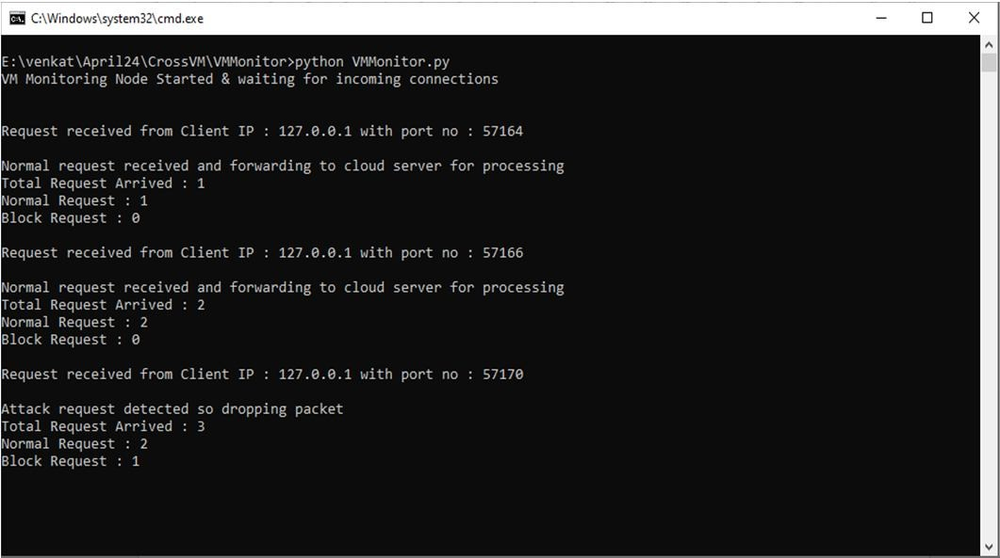 C:\Windows\system32\cmd.exe
E:\venkat\April24\CrossVM\VMMonitor>python VMMonitor.py
VM Monitoring Node Started & waiting for incoming connections
Request received from Client IP : 127.0.0.1 with port no : 57164
Normal request received and forwarding to cloud server for processing
Total Request Arrived : 1
Normal Request : 1
Block Request : 0
Request received from Client IP : 127.0.0.1 with port no : 57166
Normal request received and forwarding to cloud server for processing
Total Request Arrived : 2
Normal Request : 2
Block Request : 0
Request received from Client IP : 127.0.0.1 with port no : 57170
Attack request detected so dropping packet
Total Request Arrived : 3
Normal Request : 2
Block Request : 1